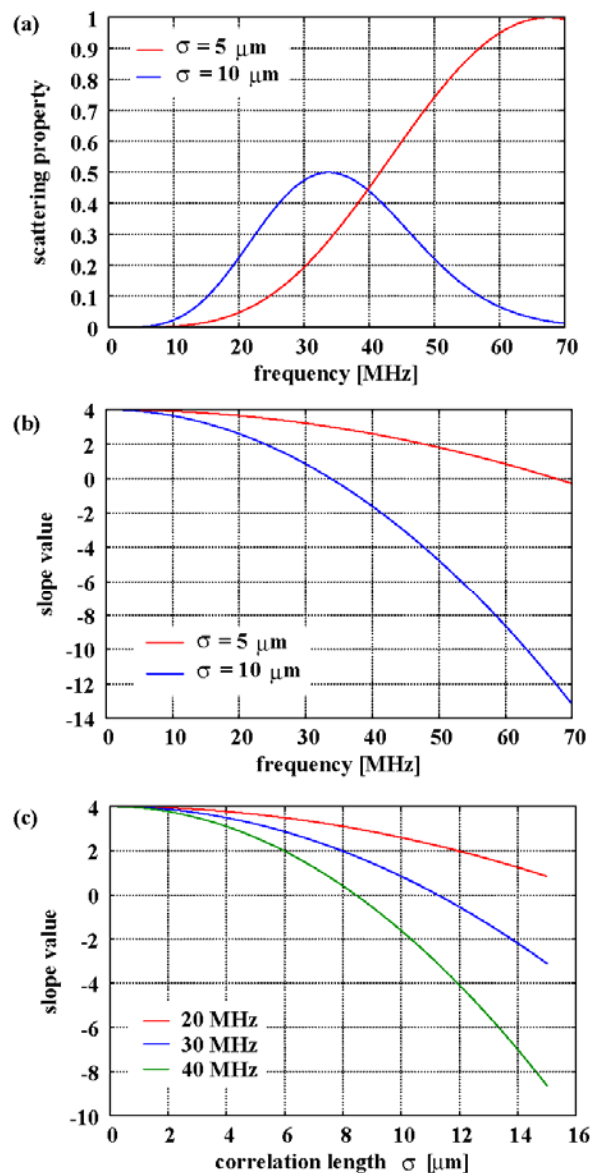 (a)
1
0.9
0.8
0.7
0.6
0.5
0.4
0.3
0.2
0.1
0
scattering property
σ = 5 μm
σ = 10 μm
0 10 20 30 40 50 60 70
frequency [MHz]
(b)
4
2
0
-2
-4
-6
-8
-10
-12
-14
slope value
σ = 5 μm
σ = 10 μm
0 10 20 30 40 50 60 70
frequency [MHz]
(c)
4
2
0
-2
-4
-6
-8
-10
slope value
20 MHz
30 MHz
40 MHz
0 2 4 6 8 10 12 14 16
correlation length σ [μm]